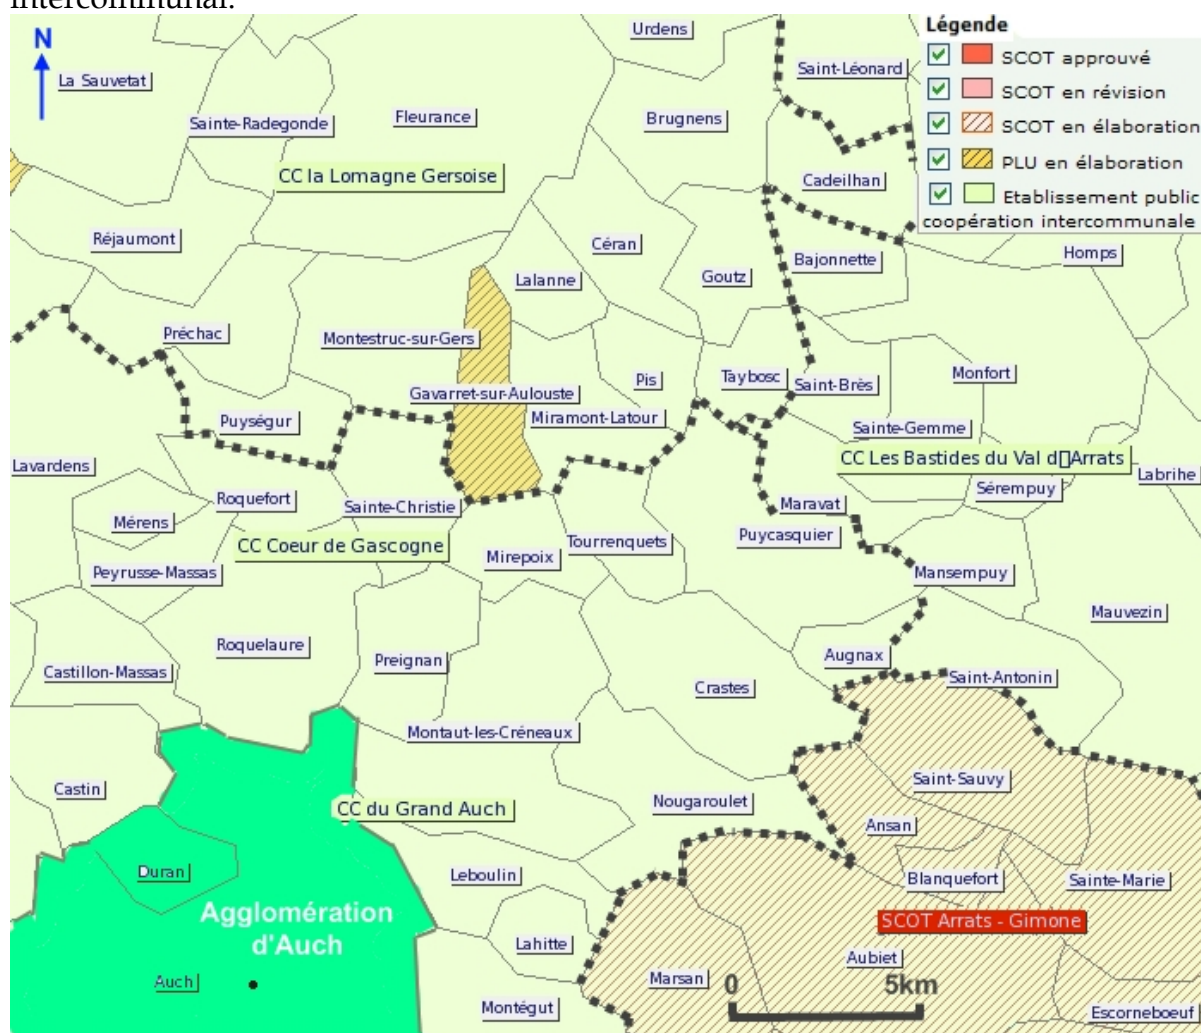 intercommunal.
N
Légende
SCOT approuvé
SCOT en révision
SCOT en élaboration
PLU en élaboration
Etablissement public
coopération intercommunale
Urdens
La Sauvetat
Saint-Léonard
Sainte-Radegonde
Fleurance
Brugnens
CC la Lomagne Gersoise
Cadeilhan
Réjaumont
Céran
Homps
Bajonnette
Lalanne
Goutz
Préchac
Montestruc-sur-Gers
Pis
Taybosc
Saint-Brès
Monfort
Gavarret-sur-Aulouste
Puységur
Miramont-Latour
Sainte-Gemme
CC Les Bastides du Val d▯Arrats
Lavardens
Labrihe
Roquefort
Sérempuy
Sainte-Christie
Maravat
Mérens
Puycasquier
CC Coeur de Gascogne
Tourrenquets
Mirepoix
Peyrusse-Massas
Mansempuy
Mauvezin
Roquelaure
Preignan
Augnax
Castillon-Massas
Saint-Antonin
Crastes
Montaut-les-Créneaux
Castin
Saint-Sauvy
CC du Grand Auch
Nougaroulet
Ansan
Duran
Leboulin
Blanquefort
Sainte-Marie
Agglomération
d'Auch
SCOT Arrats - Gimone
Lahitte
Aubiet
Auch
Marsan
0
5km
Montégut
Escorneboeuf